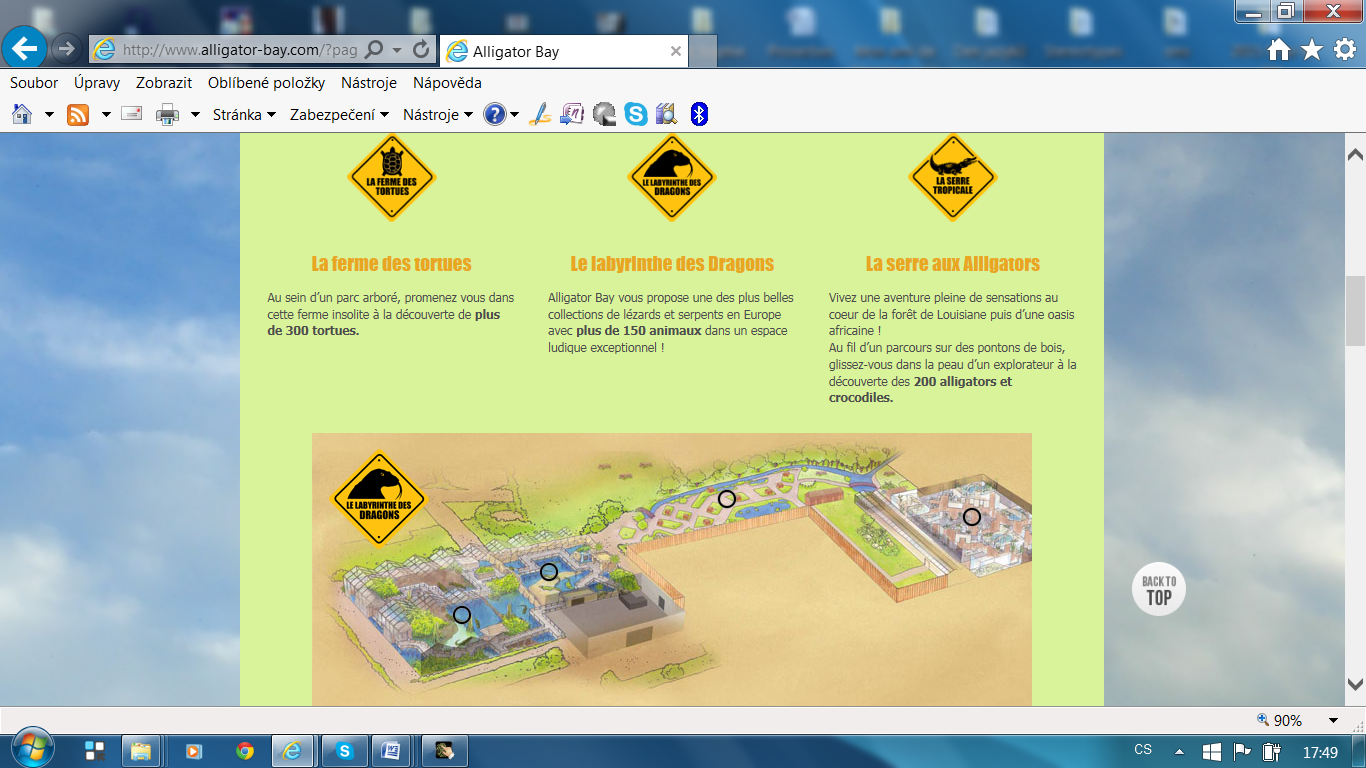 http://www.alligator-bay.com/?pag
Alligator Bay
Soubor Úpravy Zobrazit Oblíbené položky Nástroje Nápověda
Stránka Zabezpečení Nástroje
LA FERME DES
TORTUES
LE LABYRINTHE DES
DRAGONS
LA SERRE
TROPICALE
La ferme des tortues
Au sein d'un parc arboré, promenez vous dans
cette ferme insolite à la découverte de plus
de 300 tortues.
Le labyrinthe des Dragons
Alligator Bay vous propose une des plus belles
collections de lézards et serpents en Europe
avec plus de 150 animaux dans un espace
ludique exceptionnel !
La serre aux Alligators
Vivez une aventure pleine de sensations au
coeur de la forêt de Louisiane puis d'une oasis
africaine !
Au fil d'un parcours sur des pontons de bois,
glissez-vous dans la peau d'un explorateur à la
découverte des 200 alligators et
crocodiles.
LE LABYRINTHE DES
DRAGONS
BACK TO
TOP
90%
CS
17:49